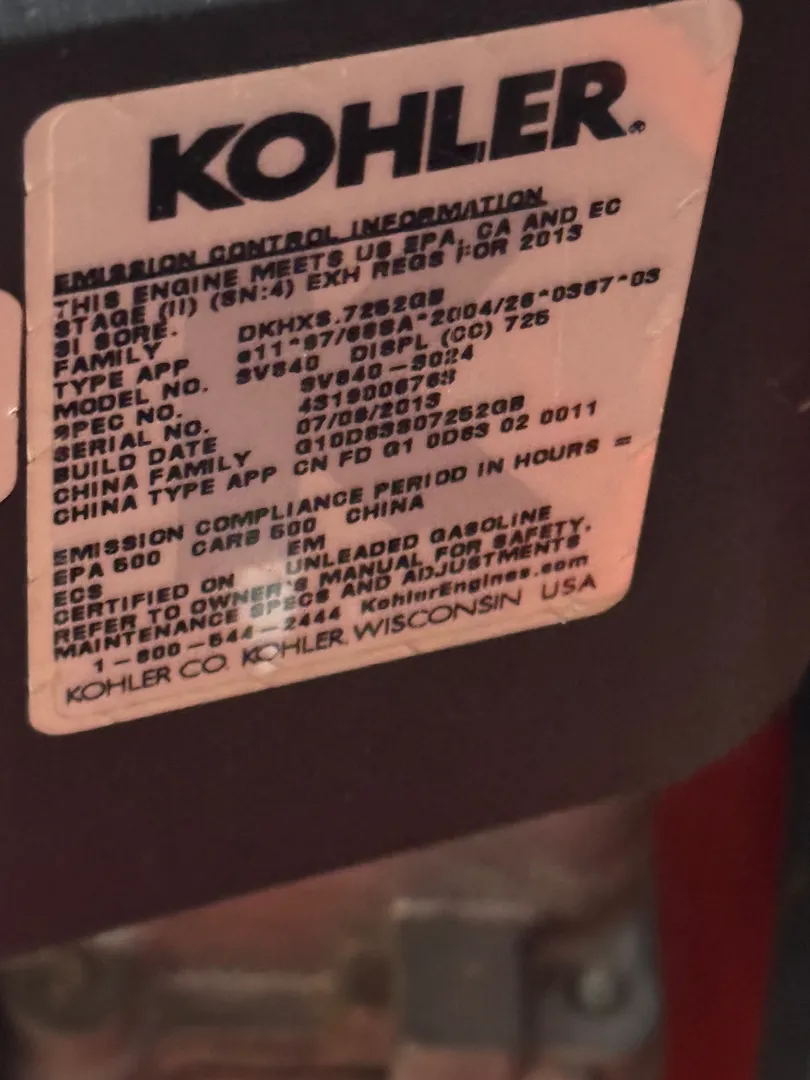 KOHLER®
EMISSION CONTROL INFORMATION
THIS ENGINE MEETS US EPA, CA AND EC
STAGE (II) (SN:4) EXH REGS FOR 2013
SI SORE.
FAMILY DKHXS.7252GB
TYPE APP e11*97/68SA*2004/26*0367*03
MODEL NO. SV840 DISPL (CC) 725
SPEC NO. SV840-3024
SERIAL NO. 4319006763
BUILD DATE 07/08/2013
CHINA FAMILY G10D63S07252GB
CHINA TYPE APP CN FD G1 0D63 02 0011
EMISSION COMPLIANCE PERIOD IN HOURS =
EPA 500 CARB 500 CHINA
ECS EM
CERTIFIED ON UNLEADED GASOLINE
REFER TO OWNER'S MANUAL FOR SAFETY,
MAINTENANCE SPECS AND ADJUSTMENTS
1-800-544-2444 KohlerEngines.com
KOHLER CO. KOHLER, WISCONSIN USA